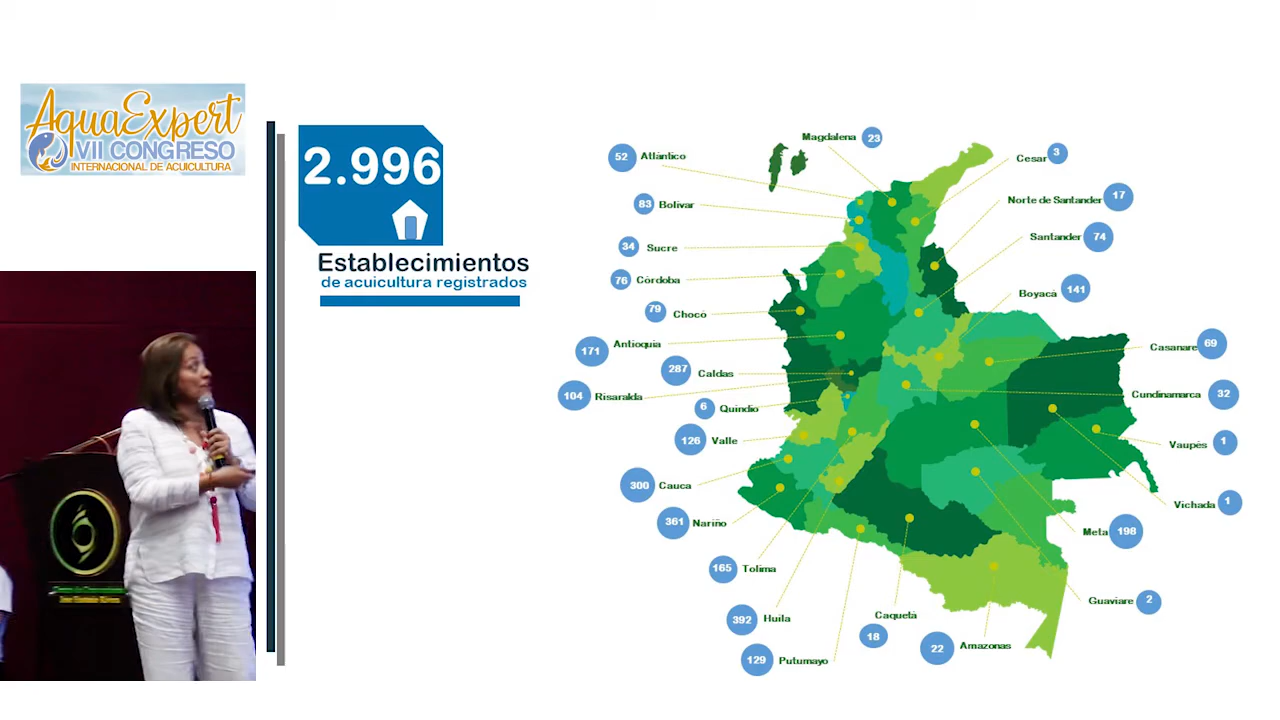 AquaExpert
VII CONGRESO
INTERNACIONAL DE ACUICULTURA
2.996
Establecimientos
de acuicultura registrados
Magdalena 23
52 Atlántico
Cesar 3
83 Bolívar
Norte de Santander 17
34 Sucre
Santander 74
76 Córdoba
Boyacá 141
79 Chocó
171 Antioquia
Casanare 69
287 Caldas
104 Risaralda
Cundinamarca 32
6 Quindío
126 Valle
Vaupés 1
300 Cauca
Vichada 1
361 Nariño
Meta 198
165 Tolima
Guaviare 2
392 Huila
Caquetá
18
22 Amazonas
129 Putumayo